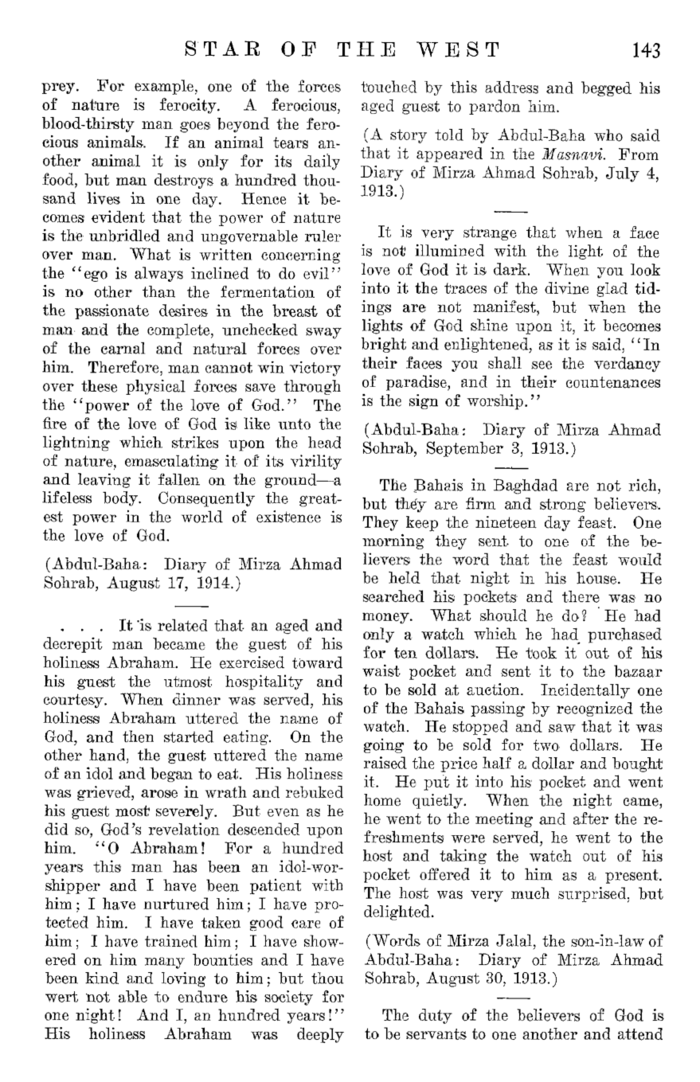 STAR OF THE WEST 143
prey. For example, one of the forces
of nature is ferocity. A ferocious,
blood-thirsty man goes beyond the fero-
cious animals. If an animal tears an-
other animal it is only for its daily
food, but man destroys a hundred thou-
sand lives in one day. Hence it be-
comes evident that the power of nature
is the unbridled and ungovernable ruler
over man. What is written concerning
the "ego is always inclined to do evil"
is no other than the fermentation of
the passionate desires in the breast of
man and the complete, unchecked sway
of the carnal and natural forces over
him. Therefore, man cannot win victory
over these physical forces save through
the "power of the love of God." The
fire of the love of God is like unto the
lightning which strikes upon the head
of nature, emasculating it of its virility
and leaving it fallen on the ground—a
lifeless body. Consequently the great-
est power in the world of existence is
the love of God.
(Abdul-Baha: Diary of Mirza Ahmad
Sohrab, August 17, 1914.)
. . . It is related that an aged and
decrepit man became the guest of his
holiness Abraham. He exercised toward
his guest the utmost hospitality and
courtesy. When dinner was served, his
holiness Abraham uttered the name of
God, and then started eating. On the
other hand, the guest uttered the name
of an idol and began to eat. His holiness
was grieved, arose in wrath and rebuked
his guest most severely. But even as he
did so, God's revelation descended upon
him. "O Abraham! For a hundred
years this man has been an idol-wor-
shipper and I have been patient with
him; I have nurtured him; I have pro-
tected him. I have taken good care of
him; I have trained him; I have show-
ered on him many bounties and I have
been kind and loving to him; but thou
wert not able to endure his society for
one night! And I, an hundred years!"
His holiness Abraham was deeply
touched by this address and begged his
aged guest to pardon him.
(A story told by Abdul-Baha who said
that it appeared in the Masnavi. From
Diary of Mirza Ahmad Sohrab, July 4,
1913.)
It is very strange that when a face
is not illumined with the light of the
love of God it is dark. When you look
into it the traces of the divine glad tid-
ings are not manifest, but when the
lights of God shine upon it, it becomes
bright and enlightened, as it is said, "In
their faces you shall see the verdancy
of paradise, and in their countenances
is the sign of worship."
(Abdul-Baha: Diary of Mirza Ahmad
Sohrab, September 3, 1913.)
The Bahais in Baghdad are not rich,
but they are firm and strong believers.
They keep the nineteen day feast. One
morning they sent to one of the be-
lievers the word that the feast would
be held that night in his house. He
searched his pockets and there was no
money. What should he do? He had
only a watch which he had purchased
for ten dollars. He took it out of his
waist pocket and sent it to the bazaar
to be sold at auction. Incidentally one
of the Bahais passing by recognized the
watch. He stopped and saw that it was
going to be sold for two dollars. He
raised the price half a dollar and bought
it. He put it into his pocket and went
home quietly. When the night came,
he went to the meeting and after the re-
freshments were served, he went to the
host and taking the watch out of his
pocket offered it to him as a present.
The host was very much surprised, but
delighted.
(Words of Mirza Jalal, the son-in-law of
Abdul-Baha: Diary of Mirza Ahmad
Sohrab, August 30, 1913.)
The duty of the believers of God is
to be servants to one another and attend